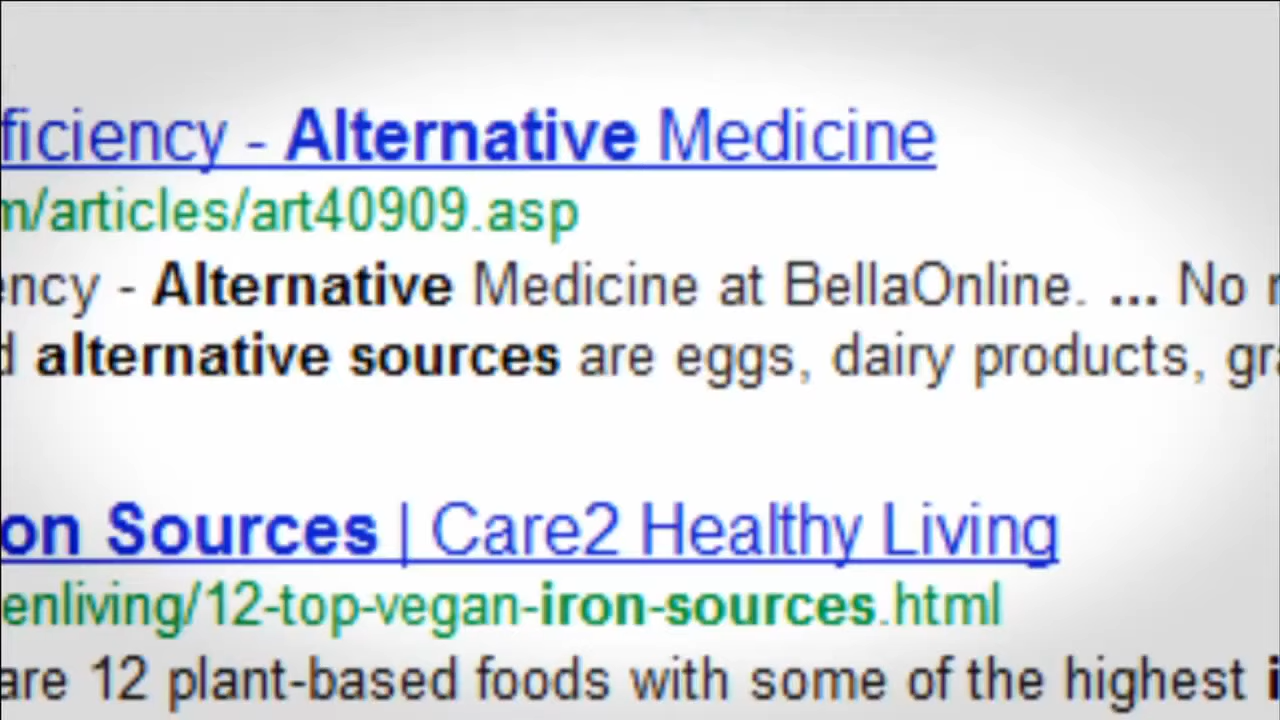 ficiency - Alternative Medicine
m/articles/art40909.asp
ency - Alternative Medicine at BellaOnline. ... No
alternative sources are eggs, dairy products,
on Sources | Care2 Healthy Living
enliving/12-top-vegan-iron-sources.html
are 12 plant-based foods with some of the highest